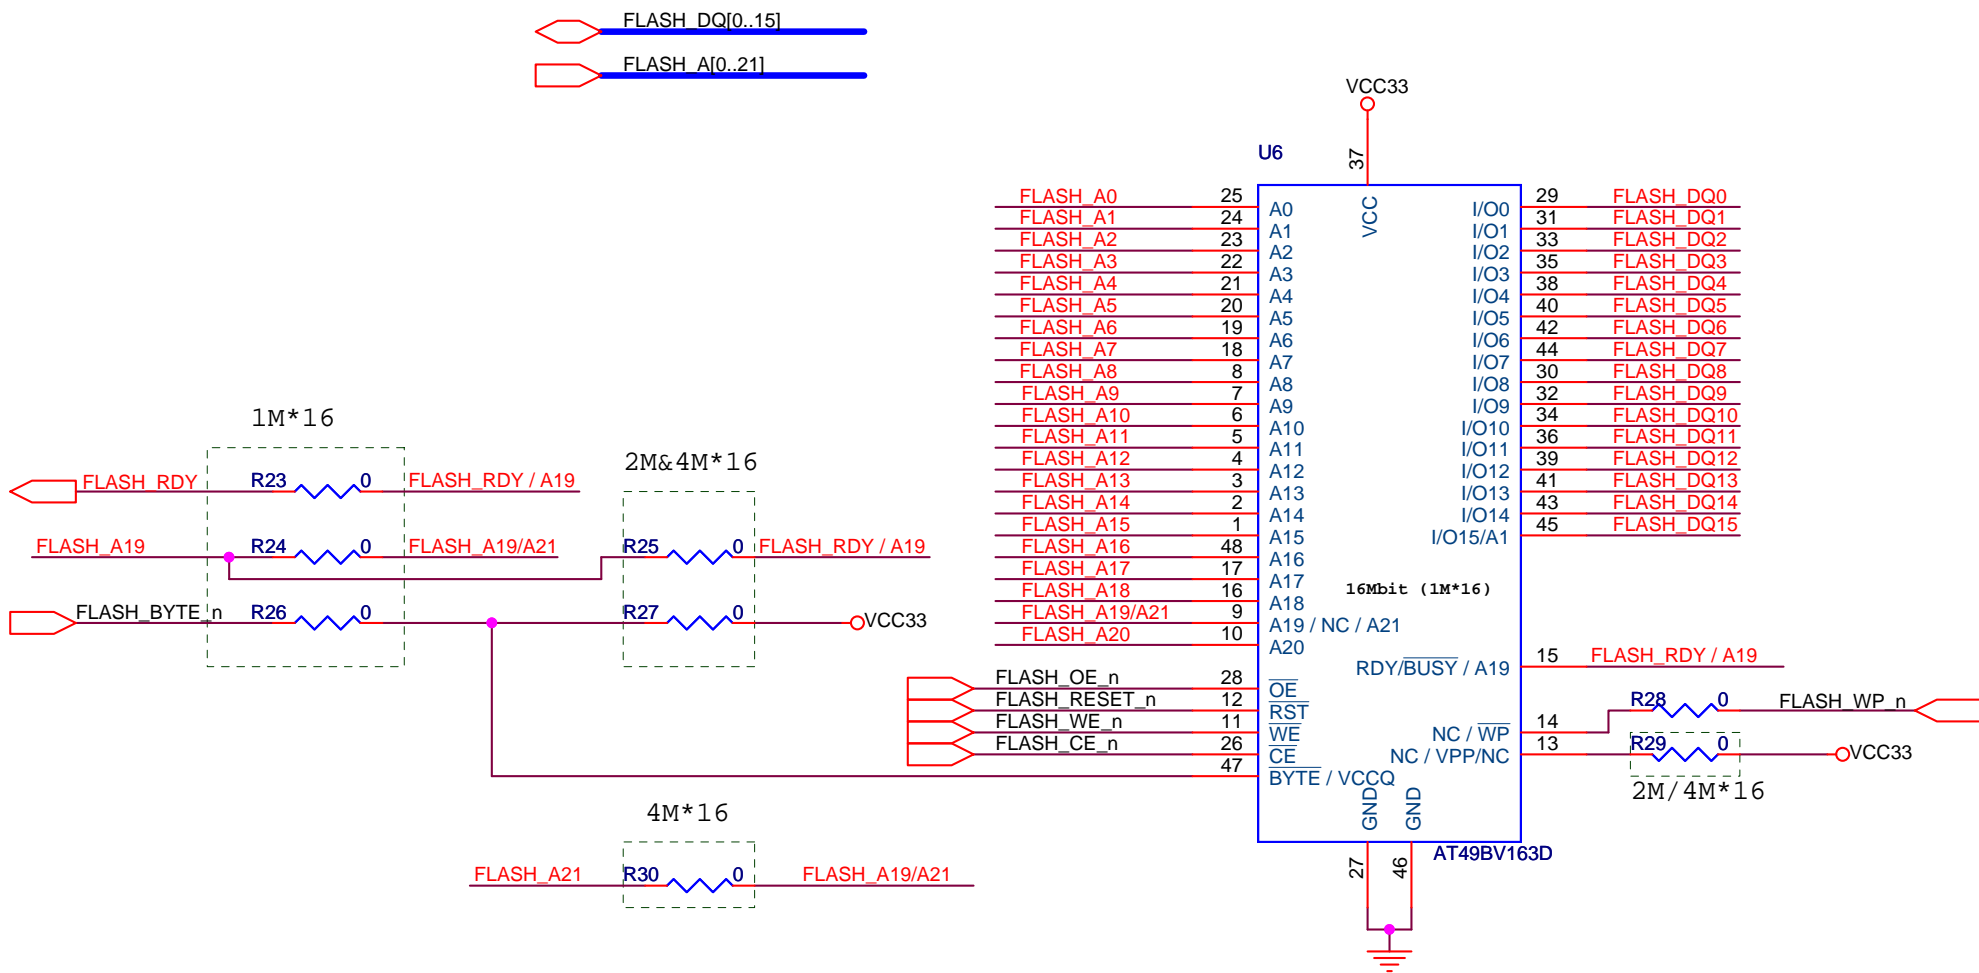 FLASH_DQ[0..15]
FLASH_A[0..21]
VCC33
37
U6
VCC
FLASH_A0 25 A0 I/O0 29 FLASH_DQ0
FLASH_A1 24 A1 I/O1 31 FLASH_DQ1
FLASH_A2 23 A2 I/O2 33 FLASH_DQ2
FLASH_A3 22 A3 I/O3 35 FLASH_DQ3
FLASH_A4 21 A4 I/O4 38 FLASH_DQ4
FLASH_A5 20 A5 I/O5 40 FLASH_DQ5
FLASH_A6 19 A6 I/O6 42 FLASH_DQ6
FLASH_A7 18 A7 I/O7 44 FLASH_DQ7
FLASH_A8 8 A8 I/O8 30 FLASH_DQ8
FLASH_A9 7 A9 I/O9 32 FLASH_DQ9
FLASH_A10 6 A10 I/O10 34 FLASH_DQ10
FLASH_A11 5 A11 I/O11 36 FLASH_DQ11
FLASH_A12 4 A12 I/O12 39 FLASH_DQ12
FLASH_A13 3 A13 I/O13 41 FLASH_DQ13
FLASH_A14 2 A14 I/O14 43 FLASH_DQ14
FLASH_A15 1 A15 I/O15/A1 45 FLASH_DQ15
FLASH_A16 48 A16
FLASH_A17 17 A17
16Mbit (1M*16)
FLASH_A18 16 A18
FLASH_A19/A21 9 A19 / NC / A21
FLASH_A20 10 A20
RDY/BUSY / A19 15 FLASH_RDY / A19
FLASH_OE_n 28 OE
FLASH_RESET_n 12 RST
FLASH_WE_n 11 WE
FLASH_CE_n 26 CE
47 BYTE / VCCQ
NC / WP 14 R28 0 FLASH_WP_n
NC / VPP/NC 13 R29 0 VCC33
2M/4M*16
GNDCQ GND
27 46
AT49BV163D
1M*16
FLASH_RDY R23 0 FLASH_RDY / A19
FLASH_A19 R24 0 FLASH_A19/A21
FLASH_BYTE_n R26 0
2M&4M*16
R25 0 FLASH_RDY / A19
R27 0 VCC33
4M*16
FLASH_A21 R30 0 FLASH_A19/A21